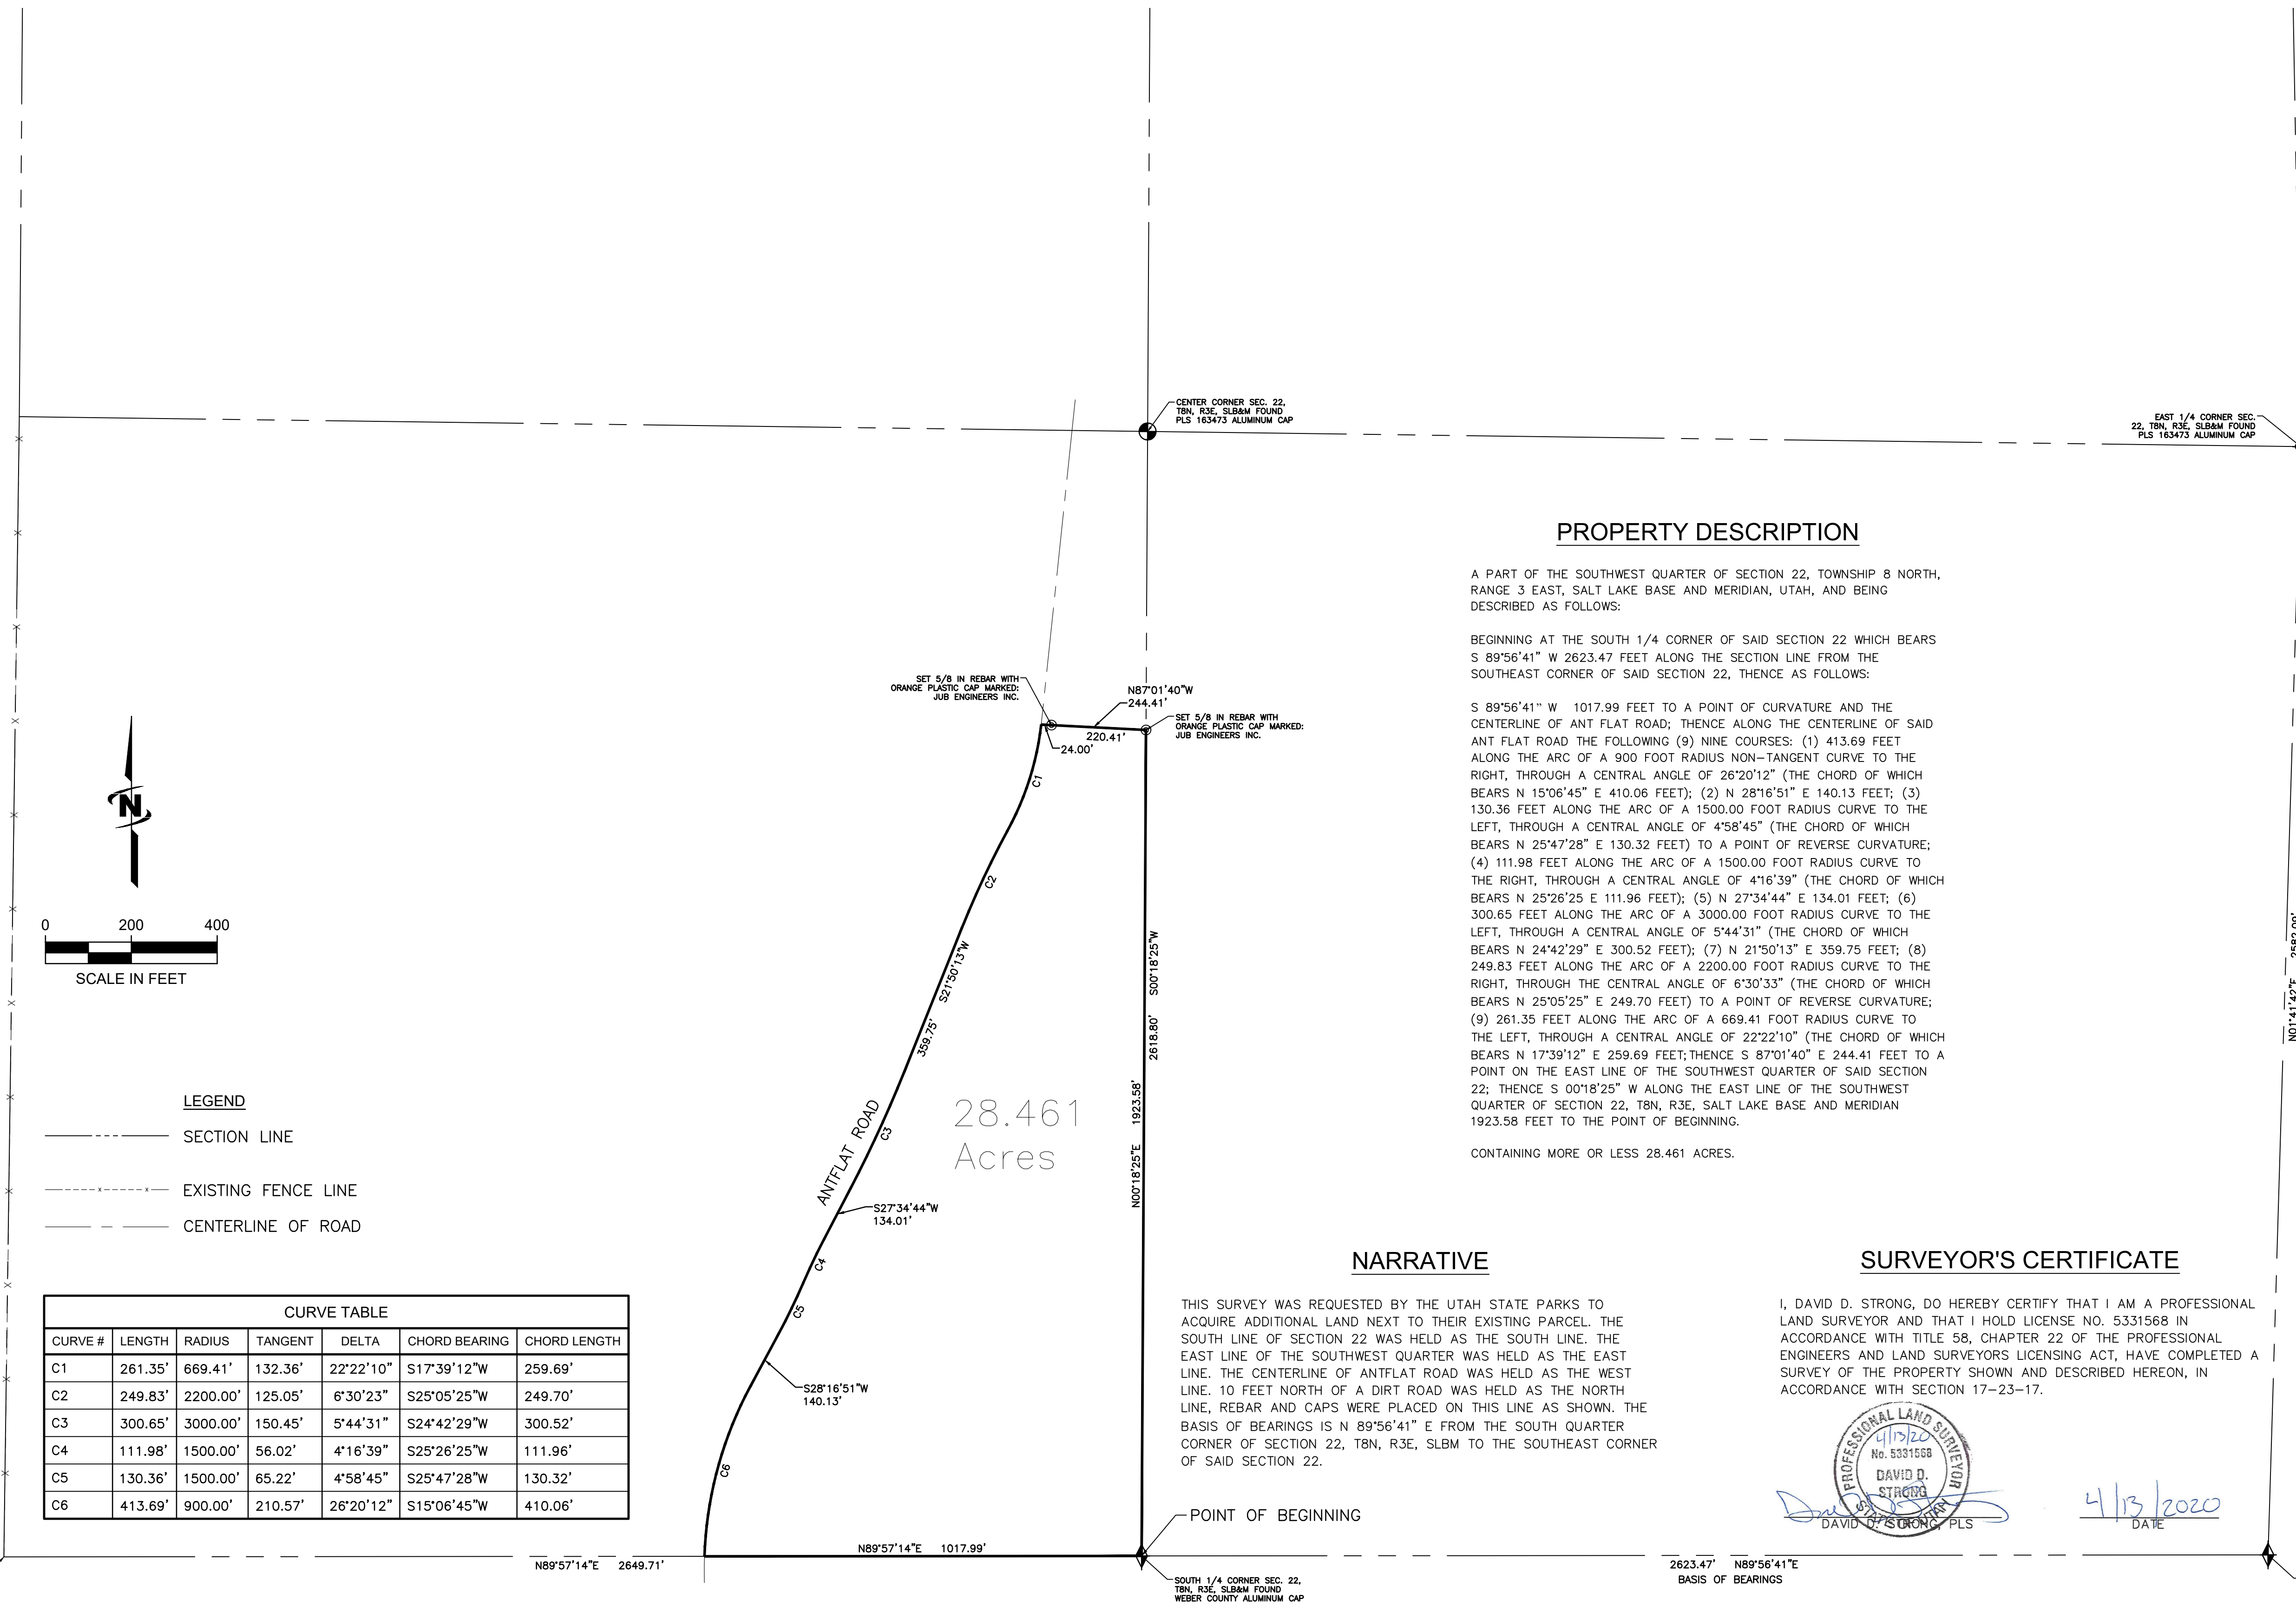 CENTER CORNER SEC. 22,
T8N, R3E, SLB&M FOUND
PLS 163473 ALUMINUM CAP
EAST 1/4 CORNER SEC.
22, T8N, R3E, SLB&M FOUND
PLS 163473 ALUMINUM CAP
SET 5/8 IN REBAR WITH
ORANGE PLASTIC CAP MARKED:
JUB ENGINEERS INC.
N87°01'40"W
244.41'
SET 5/8 IN REBAR WITH
ORANGE PLASTIC CAP MARKED:
JUB ENGINEERS INC.
220.41'
24.00'
C1
C2
S21°50'13"W
359.75'
C3
ANTFLAT ROAD
S27°34'44"W
134.01'
C4
C5
S28°16'51"W
140.13'
C6
28.461
Acres
S00°18'25"W
2618.80'
1923.58'
N00°18'25"E
N
0 200 400
SCALE IN FEET
LEGEND
SECTION LINE
EXISTING FENCE LINE
CENTERLINE OF ROAD
CURVE TABLE
CURVE # LENGTH RADIUS TANGENT DELTA CHORD BEARING CHORD LENGTH
C1 261.35' 669.41' 132.36' 22°22'10" S17°39'12"W 259.69'
C2 249.83' 2200.00' 125.05' 6°30'23" S25°05'25"W 249.70'
C3 300.65' 3000.00' 150.45' 5°44'31" S24°42'29"W 300.52'
C4 111.98' 1500.00' 56.02' 4°16'39" S25°26'25"W 111.96'
C5 130.36' 1500.00' 65.22' 4°58'45" S25°47'28"W 130.32'
C6 413.69' 900.00' 210.57' 26°20'12" S15°06'45"W 410.06'
PROPERTY DESCRIPTION
A PART OF THE SOUTHWEST QUARTER OF SECTION 22, TOWNSHIP 8 NORTH,
RANGE 3 EAST, SALT LAKE BASE AND MERIDIAN, UTAH, AND BEING
DESCRIBED AS FOLLOWS:
BEGINNING AT THE SOUTH 1/4 CORNER OF SAID SECTION 22 WHICH BEARS
S 89°56'41" W 2623.47 FEET ALONG THE SECTION LINE FROM THE
SOUTHEAST CORNER OF SAID SECTION 22, THENCE AS FOLLOWS:
S 89°56'41" W 1017.99 FEET TO A POINT OF CURVATURE AND THE
CENTERLINE OF ANT FLAT ROAD; THENCE ALONG THE CENTERLINE OF SAID
ANT FLAT ROAD THE FOLLOWING (9) NINE COURSES: (1) 413.69 FEET
ALONG THE ARC OF A 900 FOOT RADIUS NON-TANGENT CURVE TO THE
RIGHT, THROUGH A CENTRAL ANGLE OF 26°20'12" (THE CHORD OF WHICH
BEARS N 15°06'45" E 410.06 FEET); (2) N 28°16'51" E 140.13 FEET; (3)
130.36 FEET ALONG THE ARC OF A 1500.00 FOOT RADIUS CURVE TO THE
LEFT, THROUGH A CENTRAL ANGLE OF 4°58'45" (THE CHORD OF WHICH
BEARS N 25°47'28" E 130.32 FEET) TO A POINT OF REVERSE CURVATURE;
(4) 111.98 FEET ALONG THE ARC OF A 1500.00 FOOT RADIUS CURVE TO
THE RIGHT, THROUGH A CENTRAL ANGLE OF 4°16'39" (THE CHORD OF WHICH
BEARS N 25°26'25 E 111.96 FEET); (5) N 27°34'44" E 134.01 FEET; (6)
300.65 FEET ALONG THE ARC OF A 3000.00 FOOT RADIUS CURVE TO THE
LEFT, THROUGH A CENTRAL ANGLE OF 5°44'31" (THE CHORD OF WHICH
BEARS N 24°42'29" E 300.52 FEET); (7) N 21°50'13" E 359.75 FEET; (8)
249.83 FEET ALONG THE ARC OF A 2200.00 FOOT RADIUS CURVE TO THE
RIGHT, THROUGH THE CENTRAL ANGLE OF 6°30'33" (THE CHORD OF WHICH
BEARS N 25°05'25" E 249.70 FEET) TO A POINT OF REVERSE CURVATURE;
(9) 261.35 FEET ALONG THE ARC OF A 669.41 FOOT RADIUS CURVE TO
THE LEFT, THROUGH A CENTRAL ANGLE OF 22°22'10" (THE CHORD OF WHICH
BEARS N 17°39'12" E 259.69 FEET; THENCE S 87°01'40" E 244.41 FEET TO A
POINT ON THE EAST LINE OF THE SOUTHWEST QUARTER OF SAID SECTION
22; THENCE S 00°18'25" W ALONG THE EAST LINE OF THE SOUTHWEST
QUARTER OF SECTION 22, T8N, R3E, SALT LAKE BASE AND MERIDIAN
1923.58 FEET TO THE POINT OF BEGINNING.
CONTAINING MORE OR LESS 28.461 ACRES.
N01°41'42"E
NARRATIVE
THIS SURVEY WAS REQUESTED BY THE UTAH STATE PARKS TO
ACQUIRE ADDITIONAL LAND NEXT TO THEIR EXISTING PARCEL. THE
SOUTH LINE OF SECTION 22 WAS HELD AS THE SOUTH LINE. THE
EAST LINE OF THE SOUTHWEST QUARTER WAS HELD AS THE EAST
LINE. THE CENTERLINE OF ANTFLAT ROAD WAS HELD AS THE WEST
LINE. 10 FEET NORTH OF A DIRT ROAD WAS HELD AS THE NORTH
LINE, REBAR AND CAPS WERE PLACED ON THIS LINE AS SHOWN. THE
BASIS OF BEARINGS IS N 89°56'41" E FROM THE SOUTH QUARTER
CORNER OF SECTION 22, T8N, R3E, SLBM TO THE SOUTHEAST CORNER
OF SAID SECTION 22.
SURVEYOR'S CERTIFICATE
I, DAVID D. STRONG, DO HEREBY CERTIFY THAT I AM A PROFESSIONAL
LAND SURVEYOR AND THAT I HOLD LICENSE NO. 5331568 IN
ACCORDANCE WITH TITLE 58, CHAPTER 22 OF THE PROFESSIONAL
ENGINEERS AND LAND SURVEYORS LICENSING ACT, HAVE COMPLETED A
SURVEY OF THE PROPERTY SHOWN AND DESCRIBED HEREON, IN
ACCORDANCE WITH SECTION 17-23-17.
PROFESSIONAL LAND SURVEYOR
4/13/20
No. 5331568
DAVID D.
STRONG
STATE OF UTAH
DAVID D. STRONG, PLS
4/13/2020
DATE
POINT OF BEGINNING
N89°57'14"E 2649.71'
N89°57'14"E 1017.99'
SOUTH 1/4 CORNER SEC. 22,
T8N, R3E, SLB&M FOUND
WEBER COUNTY ALUMINUM CAP
2623.47' N89°56'41"E
BASIS OF BEARINGS